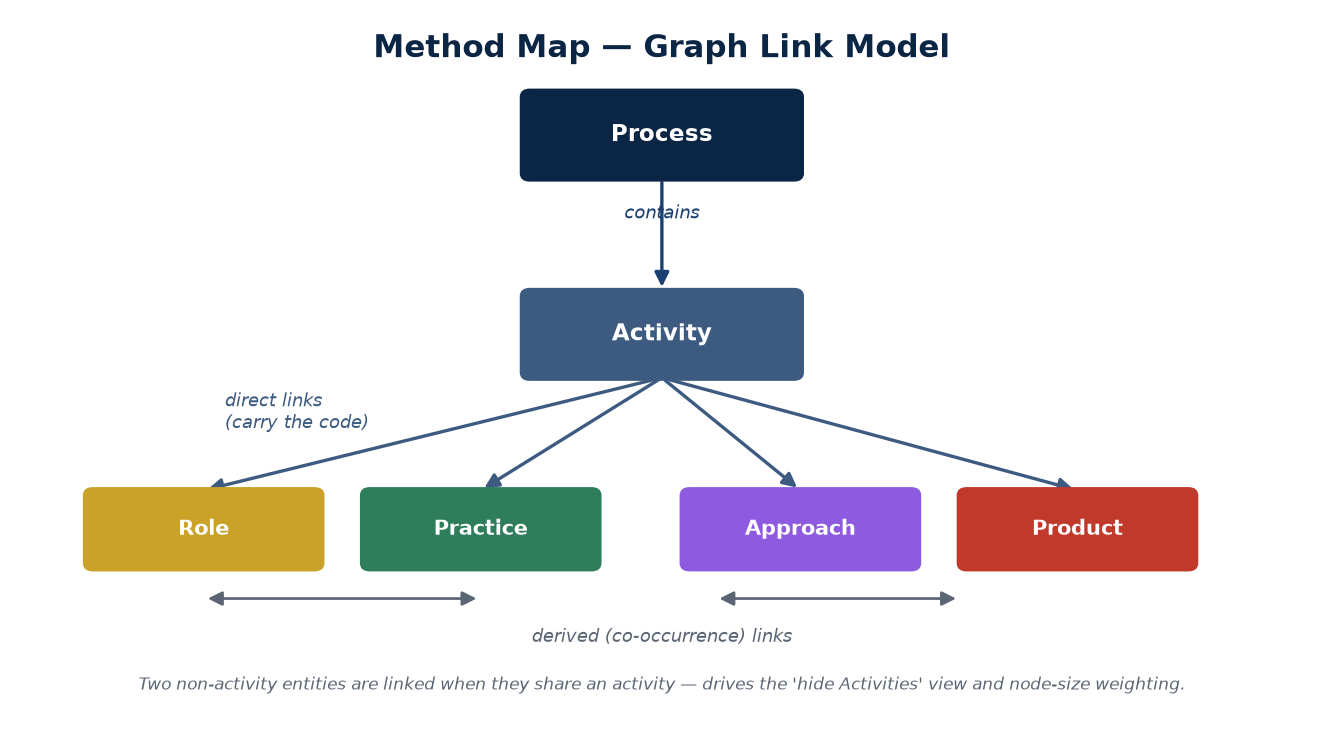 Method Map — Graph Link Model
Process
contains
Activity
direct links
(carry the code)
Role
Practice
Approach
Product
derived (co-occurrence) links
Two non-activity entities are linked when they share an activity — drives the 'hide Activities' view and node-size weighting.